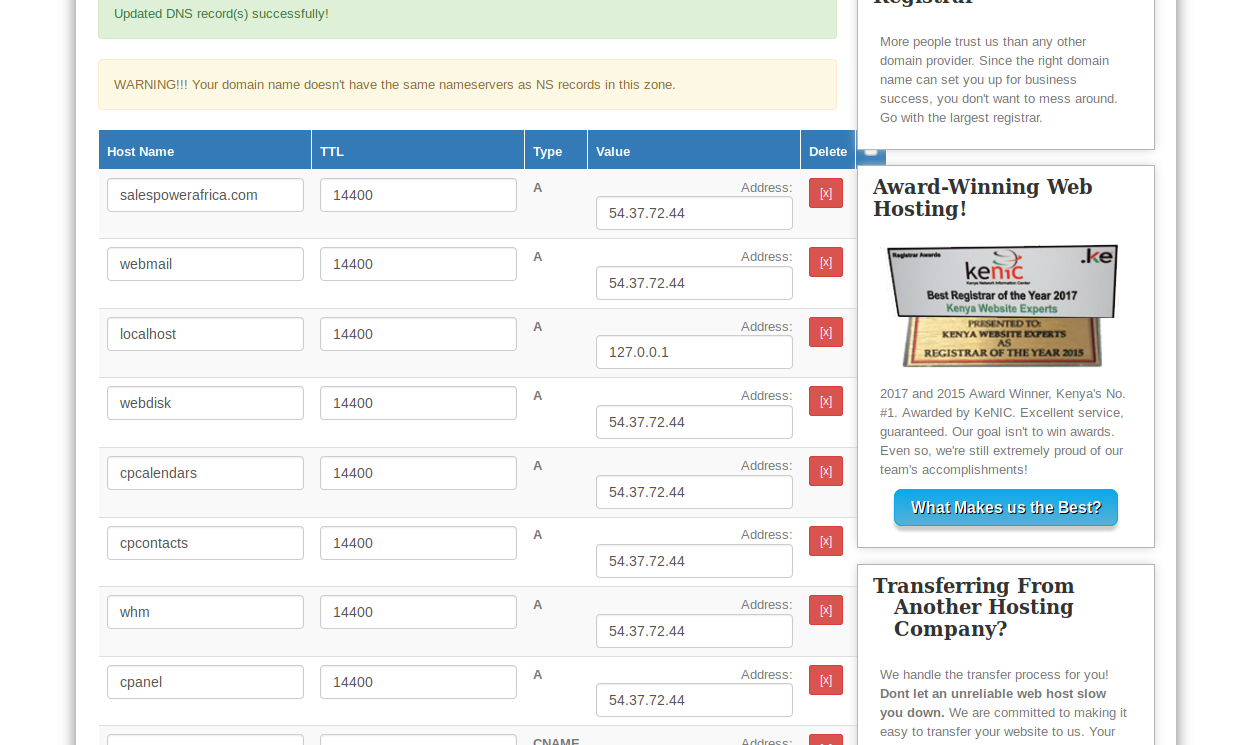 Updated DNS record(s) successfully!
WARNING!!! Your domain name doesn't have the same nameservers as NS records in this zone.
Host Name TTL Type Value Delete
salespowerafrica.com 14400 A Address: [x]
54.37.72.44
webmail 14400 A Address: [x]
54.37.72.44
localhost 14400 A Address: [x]
127.0.0.1
webdisk 14400 A Address: [x]
54.37.72.44
cpcalendars 14400 A Address: [x]
54.37.72.44
cpcontacts 14400 A Address: [x]
54.37.72.44
whm 14400 A Address: [x]
54.37.72.44
cpanel 14400 A Address: [x]
54.37.72.44
CNAME Address:
Registrar
More people trust us than any other
domain provider. Since the right domain
name can set you up for business
success, you don't want to mess around.
Go with the largest registrar.
Award-Winning Web
Hosting!
Registrar Awards
.ke
kenic
Kenya Network Information Center
Best Registrar of the Year 2017
Kenya Website Experts
PRESENTED TO:
KENYA WEBSITE EXPERTS
AS
REGISTRAR OF THE YEAR 2015
2017 and 2015 Award Winner, Kenya's No.
#1. Awarded by KeNIC. Excellent service,
guaranteed. Our goal isn't to win awards.
Even so, we're still extremely proud of our
team's accomplishments!
What Makes us the Best?
Transferring From
Another Hosting
Company?
We handle the transfer process for you!
Dont let an unreliable web host slow
you down. We are committed to making it
easy to transfer your website to us. Your